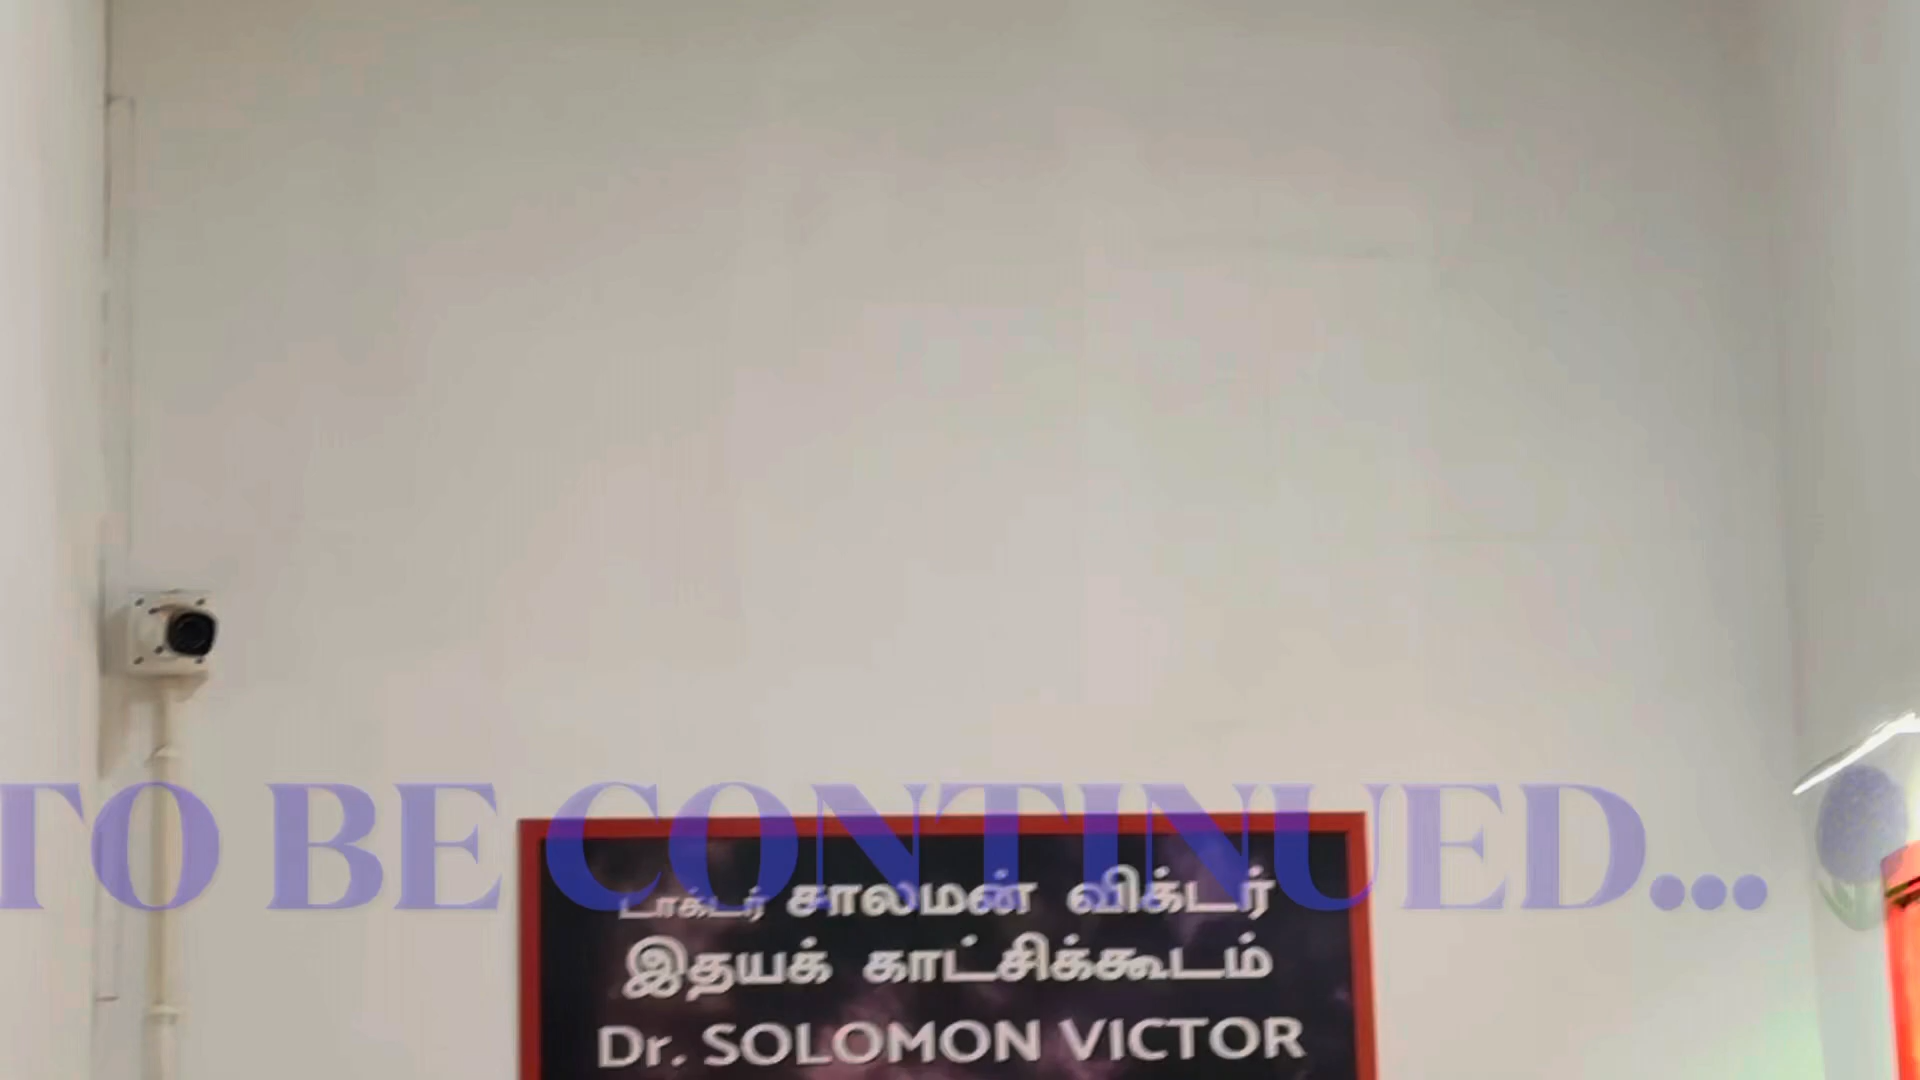 TO BE CONTINUED...
டாக்டர் சாலமன் விக்டர்
இதயக் காட்சிக்கூடம்
Dr. SOLOMON VICTOR